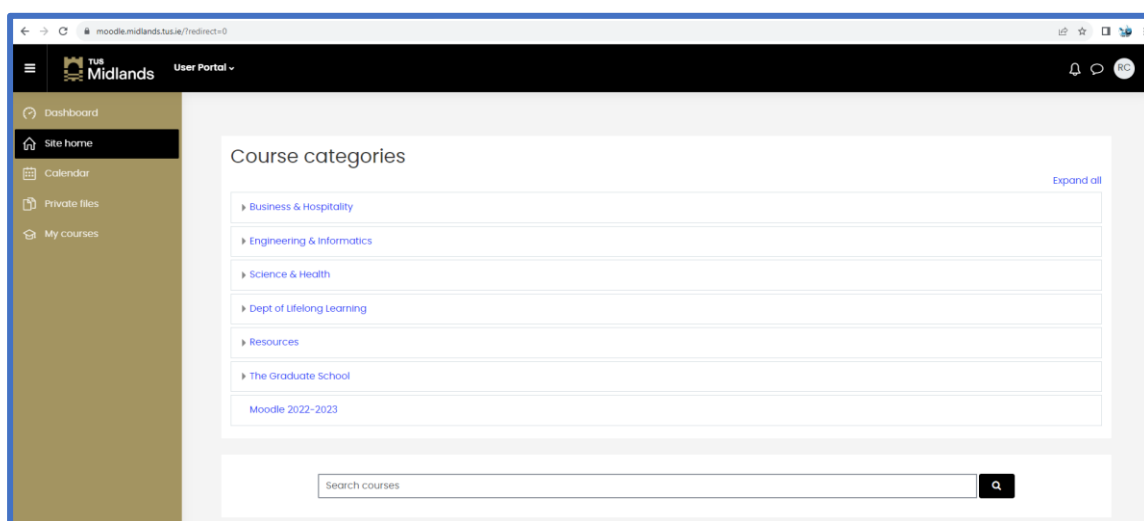 moodle.midlands.tus.ie/?redirect=0
TUS
Midlands
User Portal
RC
Dashboard
Site home
Calendar
Private files
My courses
Course categories
Expand all
Business & Hospitality
Engineering & Informatics
Science & Health
Dept of Lifelong Learning
Resources
The Graduate School
Moodle 2022-2023
Search courses